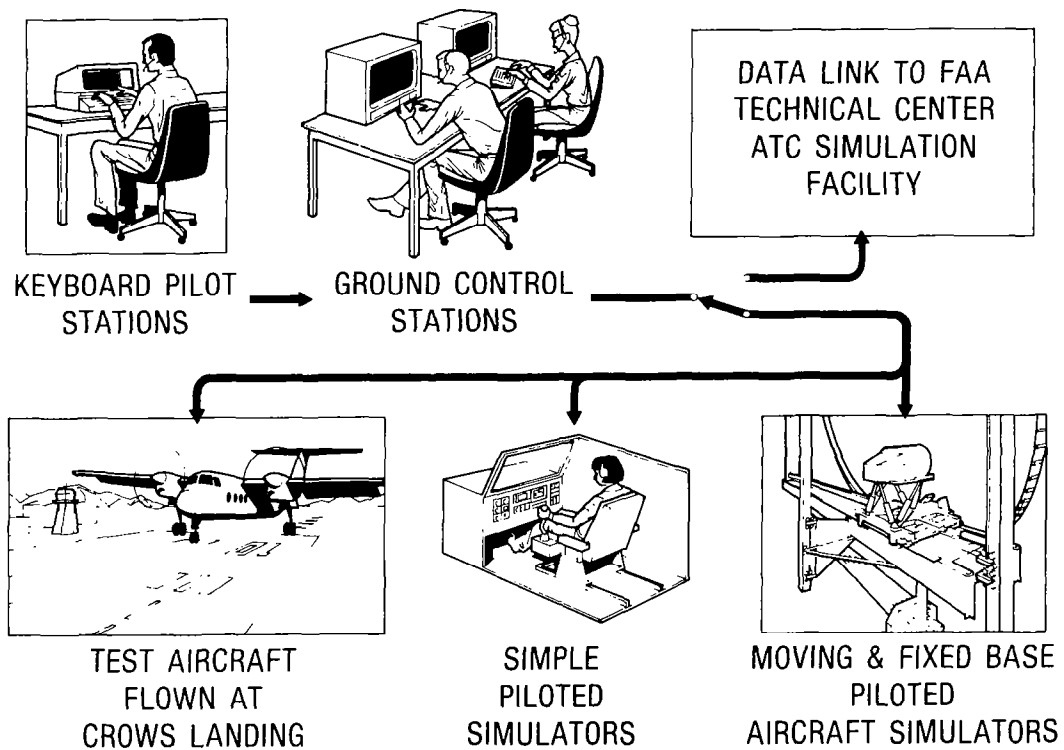 DATA LINK TO FAA
TECHNICAL CENTER
ATC SIMULATION
FACILITY
KEYBOARD PILOT
STATIONS
GROUND CONTROL
STATIONS
TEST AIRCRAFT
FLOWN AT
CROWS LANDING
SIMPLE
PILOTED
SIMULATORS
MOVING & FIXED BASE
PILOTED
AIRCRAFT SIMULATORS